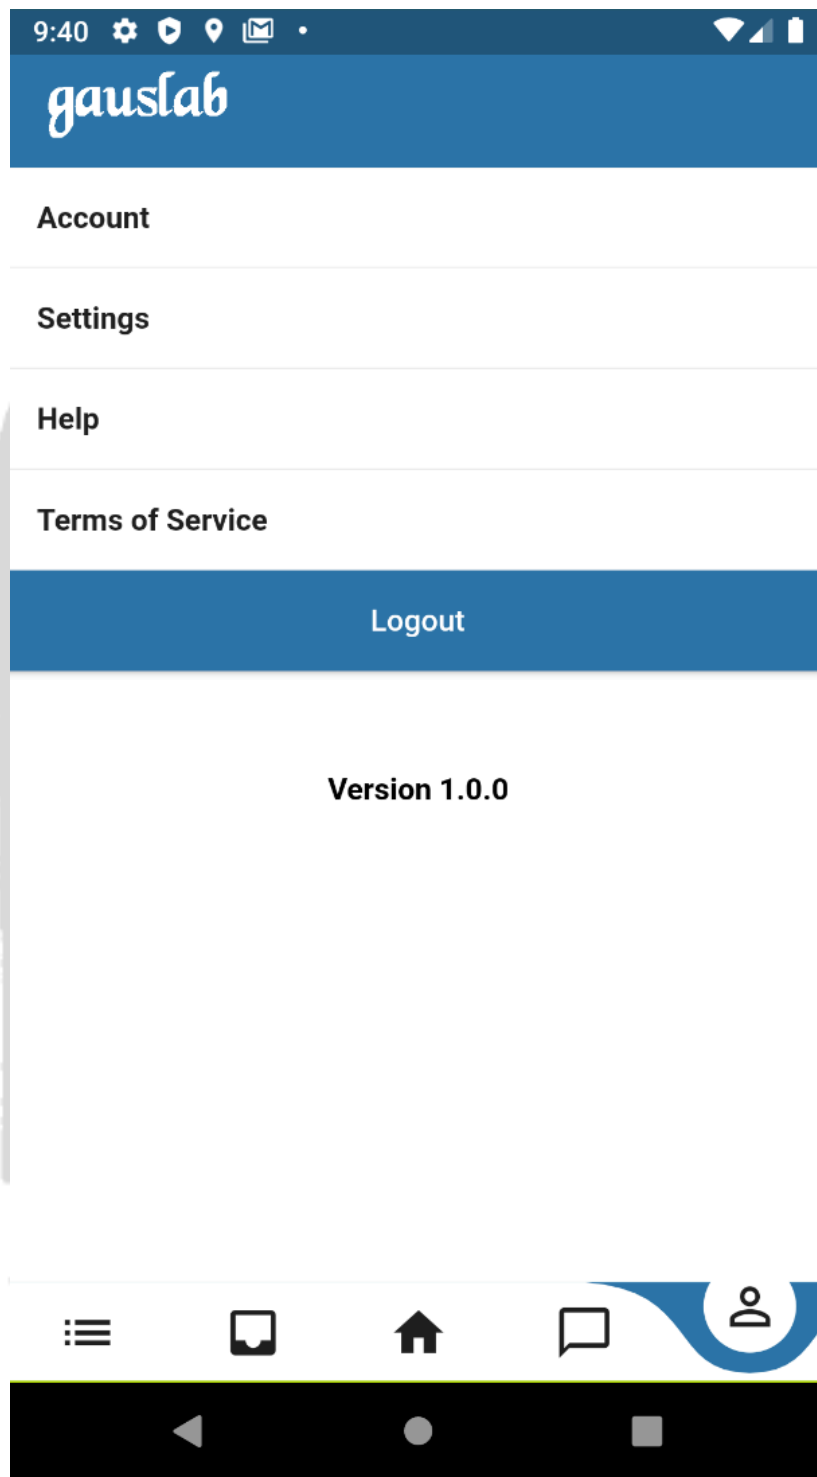 9:40
gauslab
Account
Settings
Help
Terms of Service
Logout
Version 1.0.0